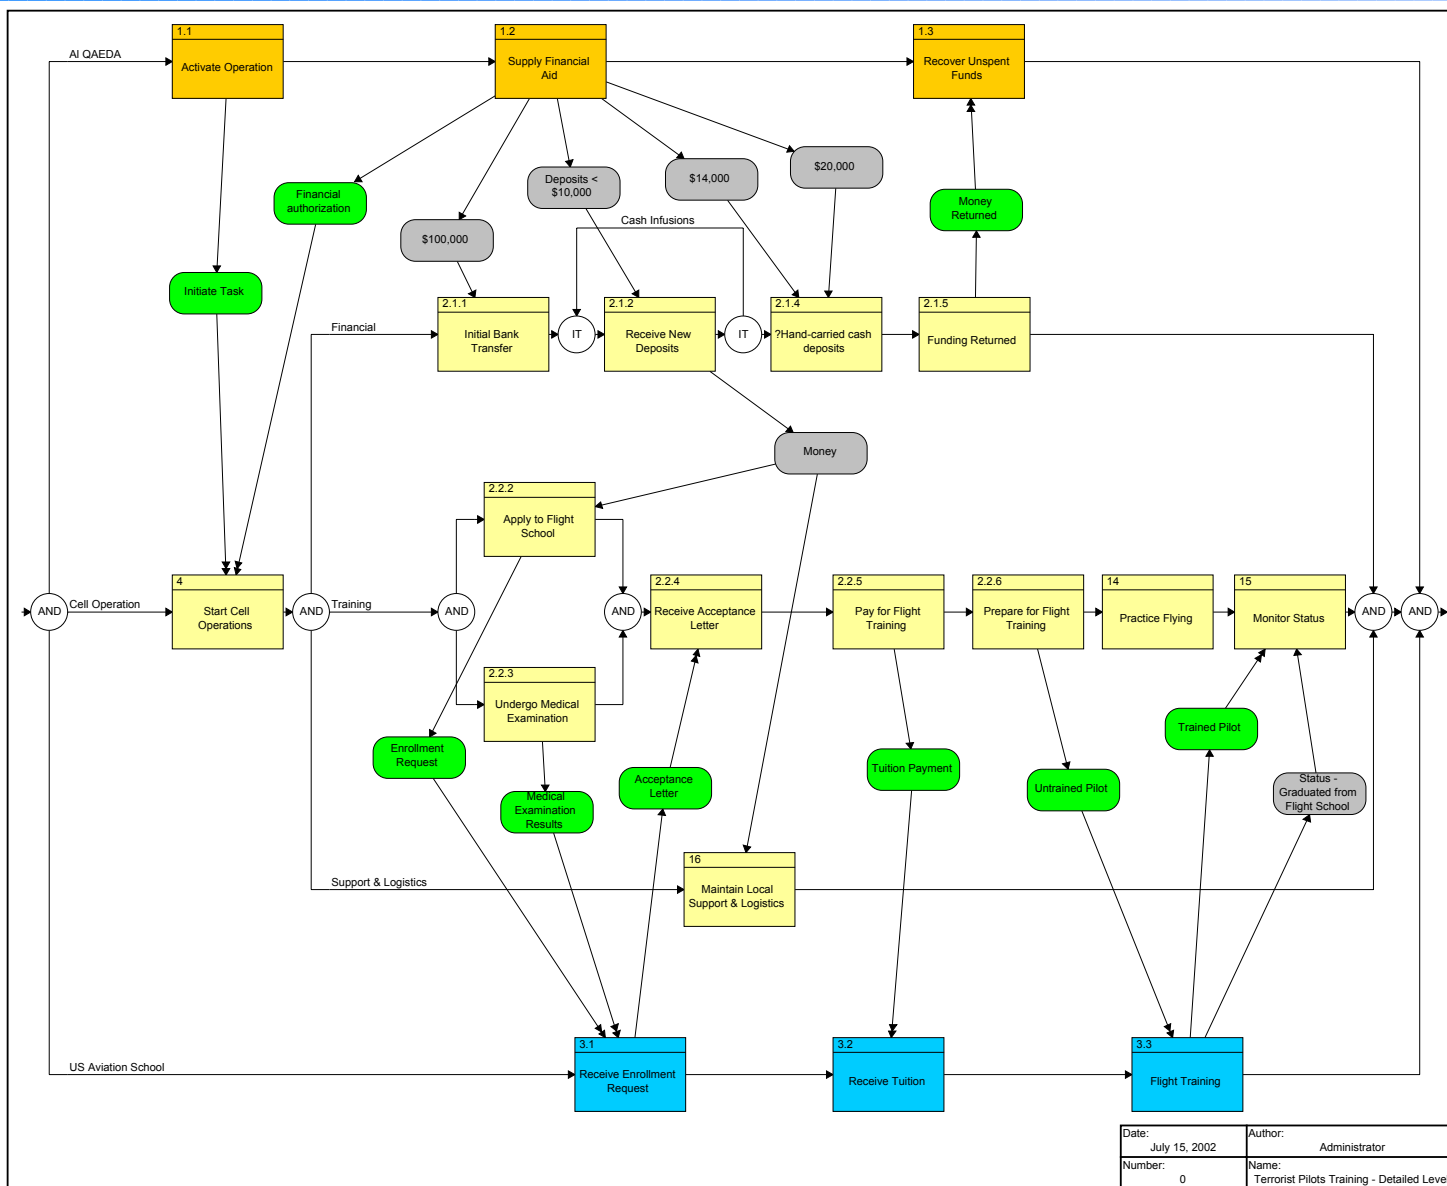 1.1
Activate Operation
1.2
Supply Financial
Aid
1.3
Recover Unspent
Funds
Al QAEDA
Financial
authorization
Initiate Task
$100,000
Deposits <
$10,000
$14,000
$20,000
Money
Returned
Cash Infusions
Financial
2.1.1
Initial Bank
Transfer
IT
2.1.2
Receive New
Deposits
IT
2.1.4
?Hand-carried cash
deposits
2.1.5
Funding Returned
Money
2.2.2
Apply to Flight
School
AND
Cell Operation
4
Start Cell
Operations
AND
Training
AND
AND
2.2.4
Receive Acceptance
Letter
2.2.5
Pay for Flight
Training
2.2.6
Prepare for Flight
Training
14
Practice Flying
15
Monitor Status
AND
AND
2.2.3
Undergo Medical
Examination
Enrollment
Request
Medical
Examination
Results
Acceptance
Letter
Tuition Payment
Untrained Pilot
Trained Pilot
Status -
Graduated from
Flight School
Support & Logistics
16
Maintain Local
Support & Logistics
US Aviation School
3.1
Receive Enrollment
Request
3.2
Receive Tuition
3.3
Flight Training
Date:
July 15, 2002
Author:
Administrator
Number:
0
Name:
Terrorist Pilots Training - Detailed Level